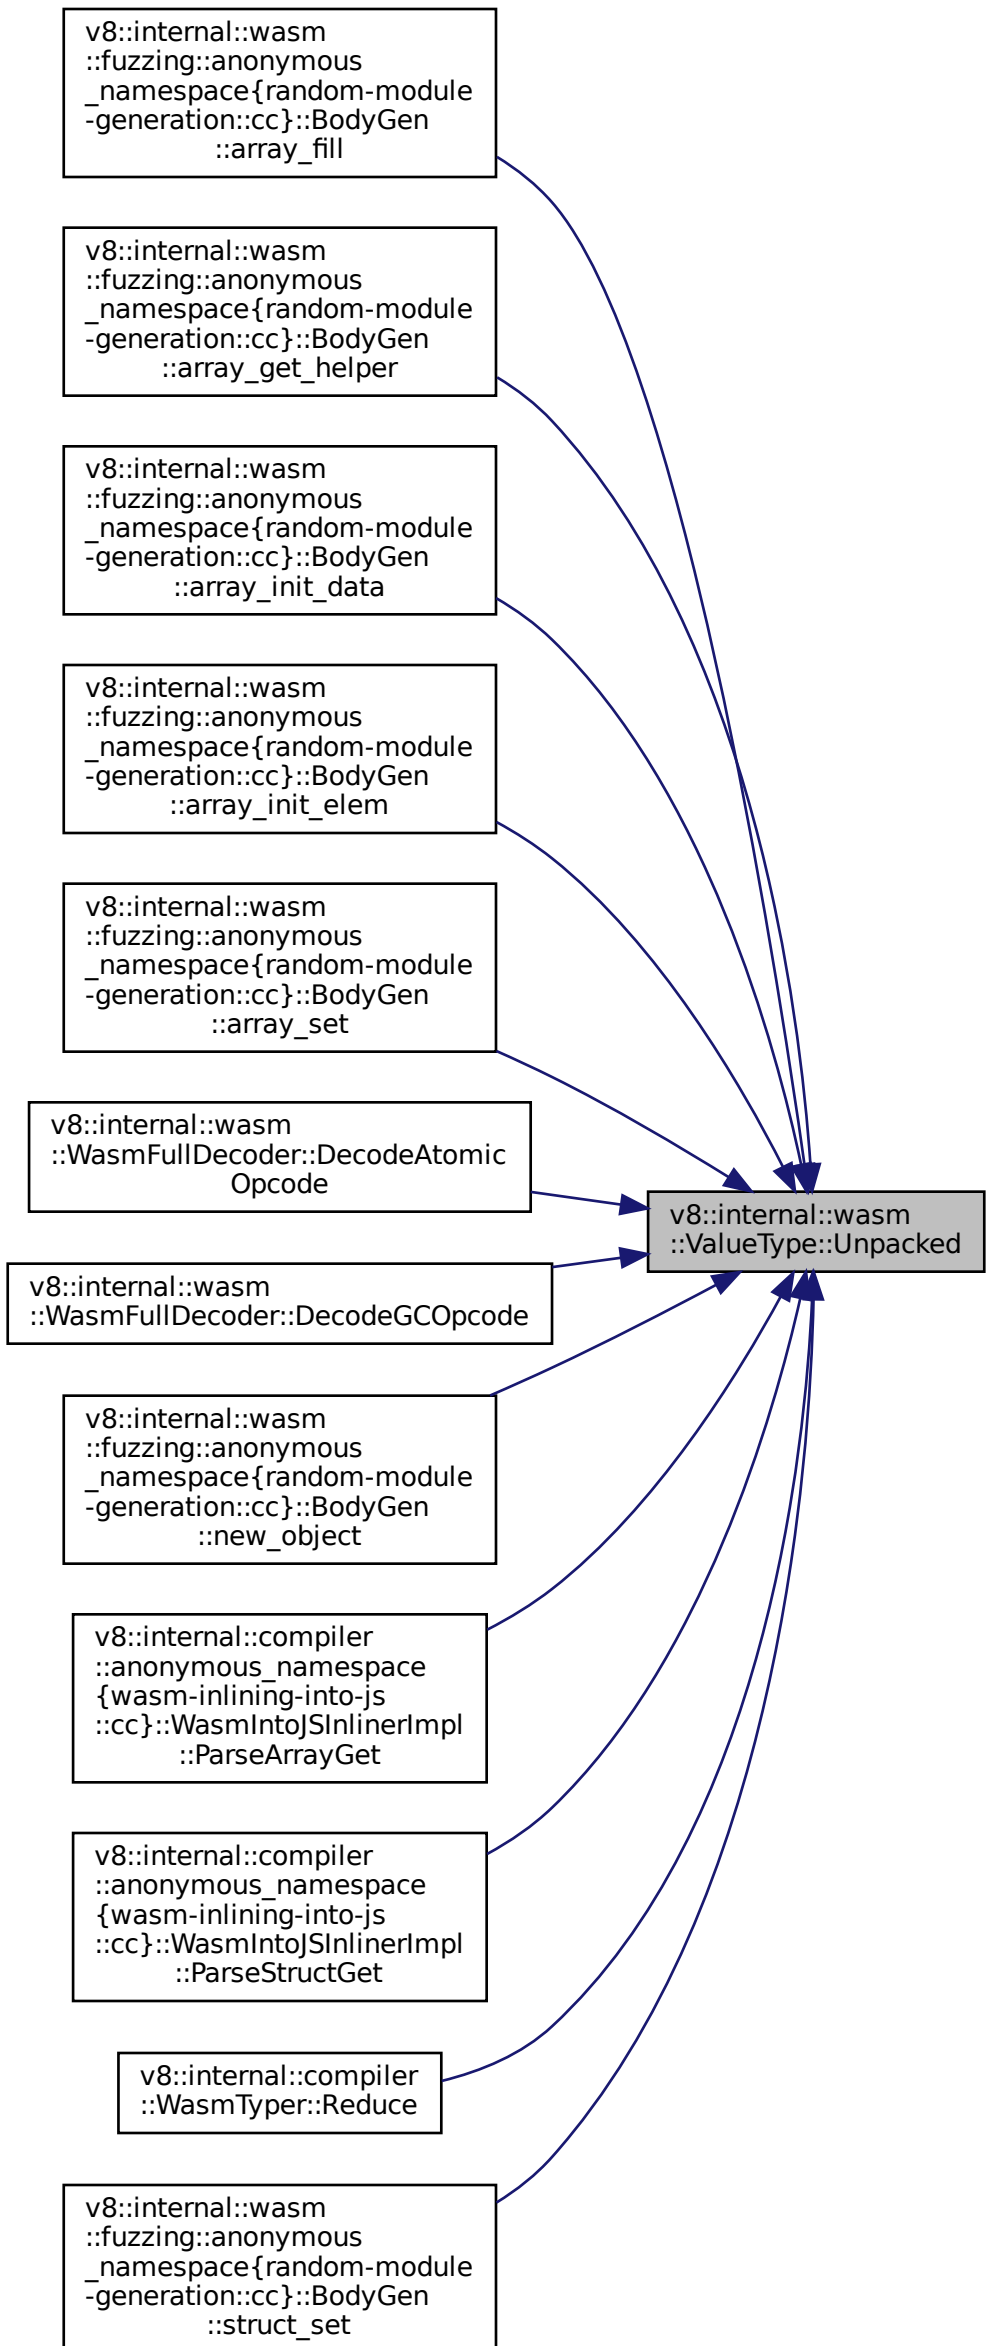 v8::internal::wasm
::fuzzing::anonymous
_namespace{random-module
-generation::cc}::BodyGen
::array_fill
v8::internal::wasm
::fuzzing::anonymous
_namespace{random-module
-generation::cc}::BodyGen
::array_get_helper
v8::internal::wasm
::fuzzing::anonymous
_namespace{random-module
-generation::cc}::BodyGen
::array_init_data
v8::internal::wasm
::fuzzing::anonymous
_namespace{random-module
-generation::cc}::BodyGen
::array_init_elem
v8::internal::wasm
::fuzzing::anonymous
_namespace{random-module
-generation::cc}::BodyGen
::array_set
v8::internal::wasm
::WasmFullDecoder::DecodeAtomic
Opcode
v8::internal::wasm
::ValueType::Unpacked
v8::internal::wasm
::WasmFullDecoder::DecodeGCOpcode
v8::internal::wasm
::fuzzing::anonymous
_namespace{random-module
-generation::cc}::BodyGen
::new_object
v8::internal::compiler
::anonymous_namespace
{wasm-inlining-into-js
::cc}::WasmIntoJSInlinerImpl
::ParseArrayGet
v8::internal::compiler
::anonymous_namespace
{wasm-inlining-into-js
::cc}::WasmIntoJSInlinerImpl
::ParseStructGet
v8::internal::compiler
::WasmTyper::Reduce
v8::internal::wasm
::fuzzing::anonymous
_namespace{random-module
-generation::cc}::BodyGen
::struct_set